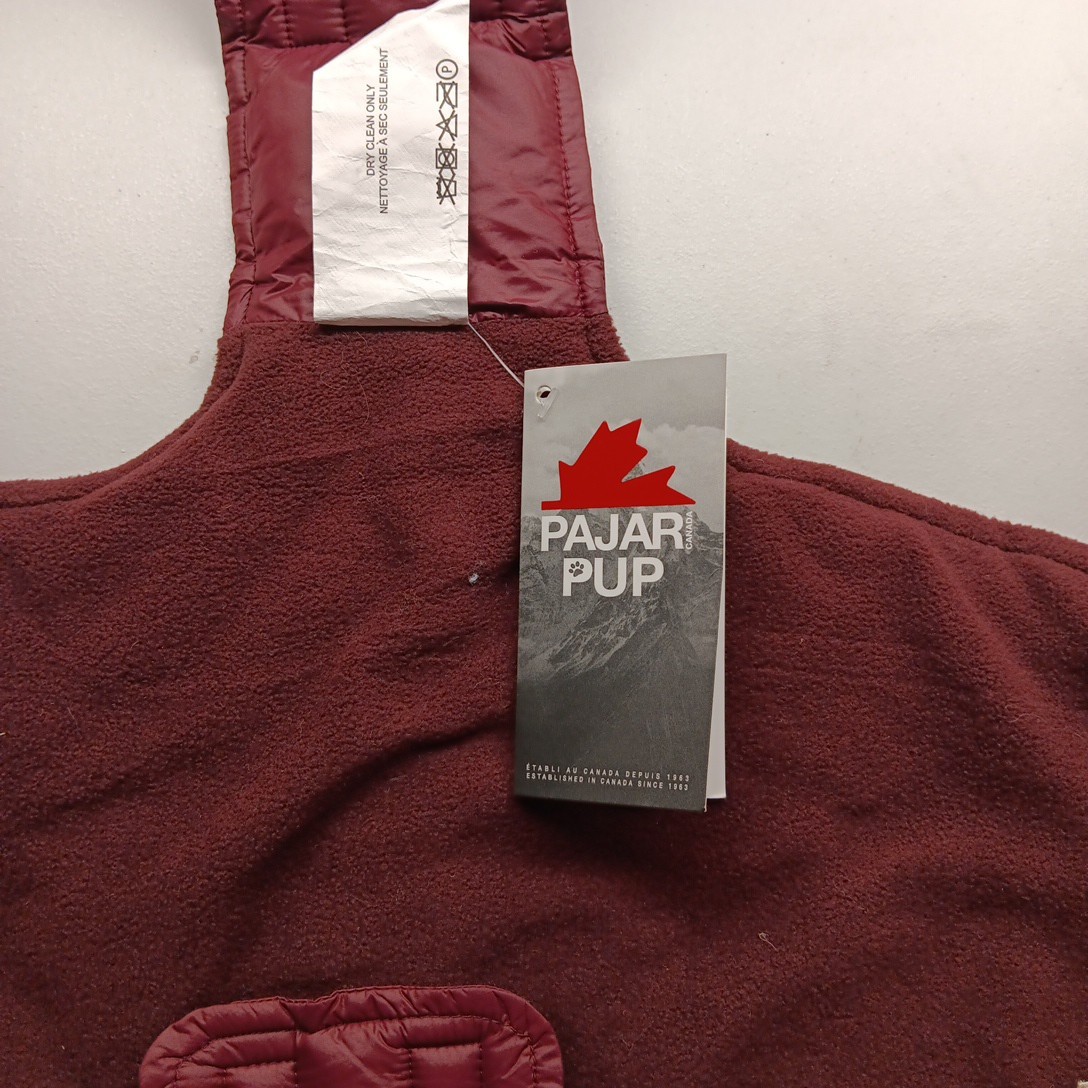 DRY CLEAN ONLY
NETTOYAGE À SEC SEULEMENT
P
PAJAR
CANADA
PUP
ÉTABLI AU CANADA DEPUIS 1963
ESTABLISHED IN CANADA SINCE 1963